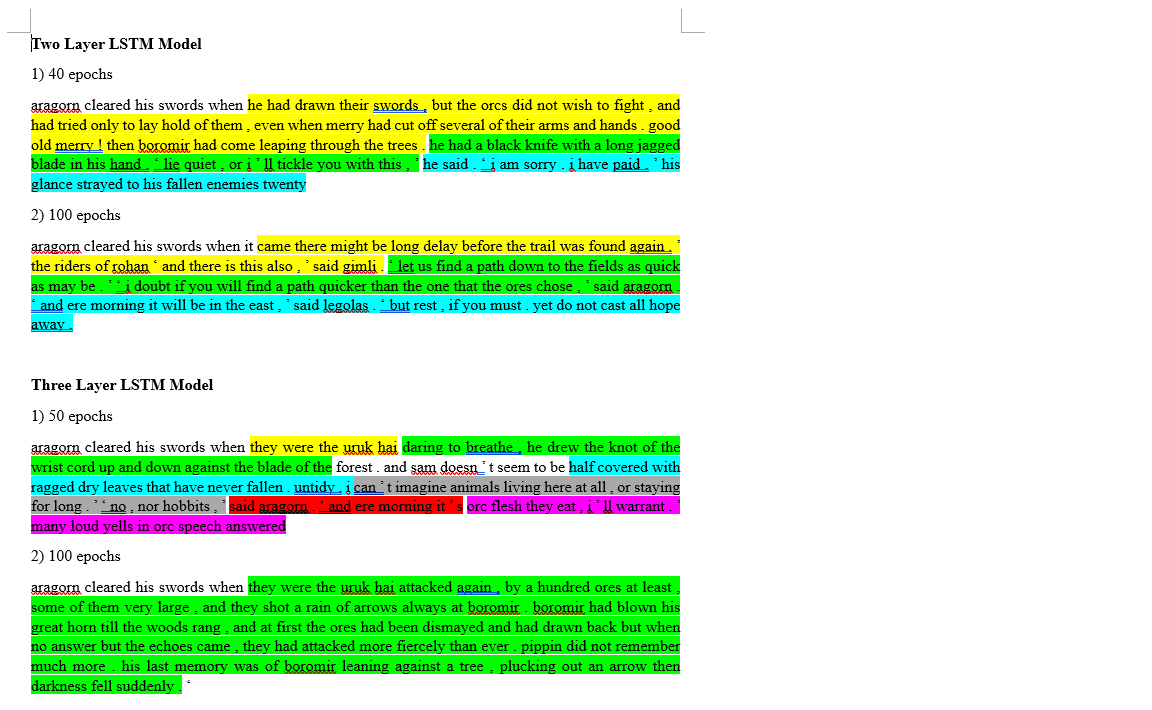 Two Layer LSTM Model
1) 40 epochs
aragorn cleared his swords when he had drawn their swords , but the orcs did not wish to fight , and
had tried only to lay hold of them , even when merry had cut off several of their arms and hands . good
old merry ! then boromir had come leaping through the trees . he had a black knife with a long jagged
blade in his hand . ‘ lie quiet , or i ’ ll tickle you with this , ’ he said . ‘ i am sorry . i have paid . ’ his
glance strayed to his fallen enemies twenty
2) 100 epochs
aragorn cleared his swords when it came there might be long delay before the trail was found again . ’
the riders of rohan ‘ and there is this also , ’ said gimli . ‘ let us find a path down to the fields as quick
as may be . ’ ‘ i doubt if you will find a path quicker than the one that the ores chose , ’ said aragorn .
‘ and ere morning it will be in the east , ’ said legolas . ‘ but rest , if you must . yet do not cast all hope
away .
Three Layer LSTM Model
1) 50 epochs
aragorn cleared his swords when they were the uruk hai daring to breathe , he drew the knot of the
wrist cord up and down against the blade of the forest . and sam doesn ’ t seem to be half covered with
ragged dry leaves that have never fallen . untidy . i can ’ t imagine animals living here at all , or staying
for long . ’ ‘ no , nor hobbits , ’ said aragorn . ‘ and ere morning it ’ s orc flesh they eat , i ’ ll warrant . ’
many loud yells in orc speech answered
2) 100 epochs
aragorn cleared his swords when they were the uruk hai attacked again , by a hundred ores at least ,
some of them very large , and they shot a rain of arrows always at boromir . boromir had blown his
great horn till the woods rang , and at first the ores had been dismayed and had drawn back but when
no answer but the echoes came , they had attacked more fiercely than ever . pippin did not remember
much more . his last memory was of boromir leaning against a tree , plucking out an arrow then
darkness fell suddenly . ‘